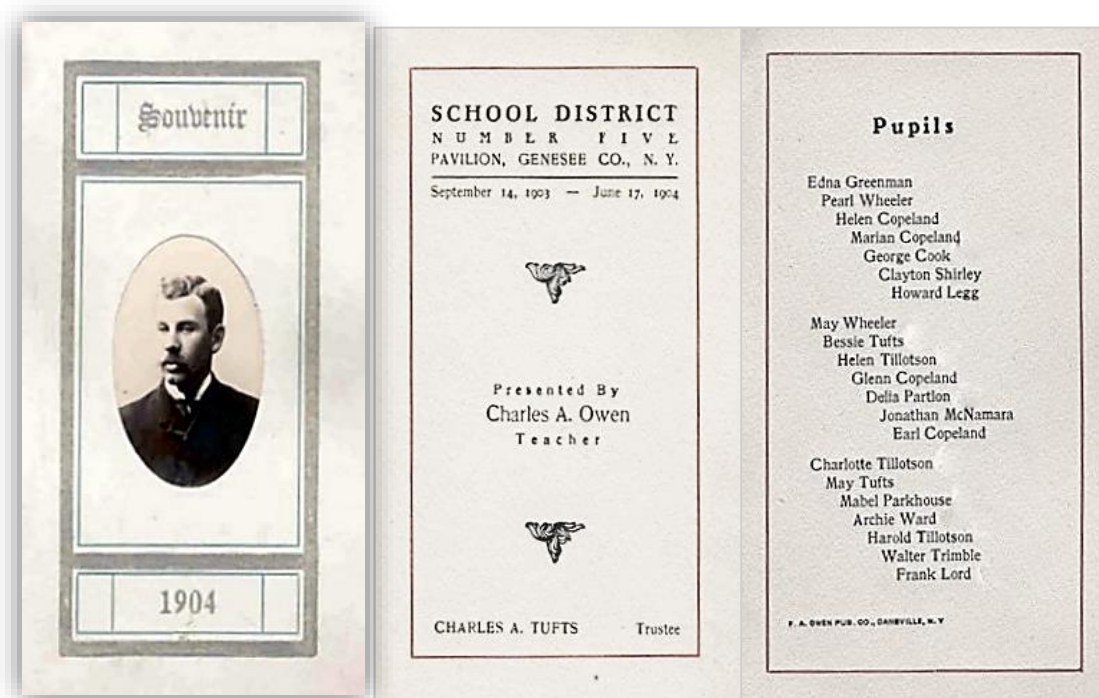 Souvenir
1904
SCHOOL DISTRICT
NUMBER FIVE
PAVILION, GENESEE CO., N. Y.
September 14, 1903 — June 17, 1904
Presented By
Charles A. Owen
Teacher
CHARLES A. TUFTS Trustee
Pupils
Edna Greenman
Pearl Wheeler
Helen Copeland
Marian Copeland
George Cook
Clayton Shirley
Howard Legg
May Wheeler
Bessie Tufts
Helen Tillotson
Glenn Copeland
Delia Partlon
Jonathan McNamara
Earl Copeland
Charlotte Tillotson
May Tufts
Mabel Parkhouse
Archie Ward
Harold Tillotson
Walter Trimble
Frank Lord
F. A. OWEN PUB. CO., DANSVILLE, N. Y